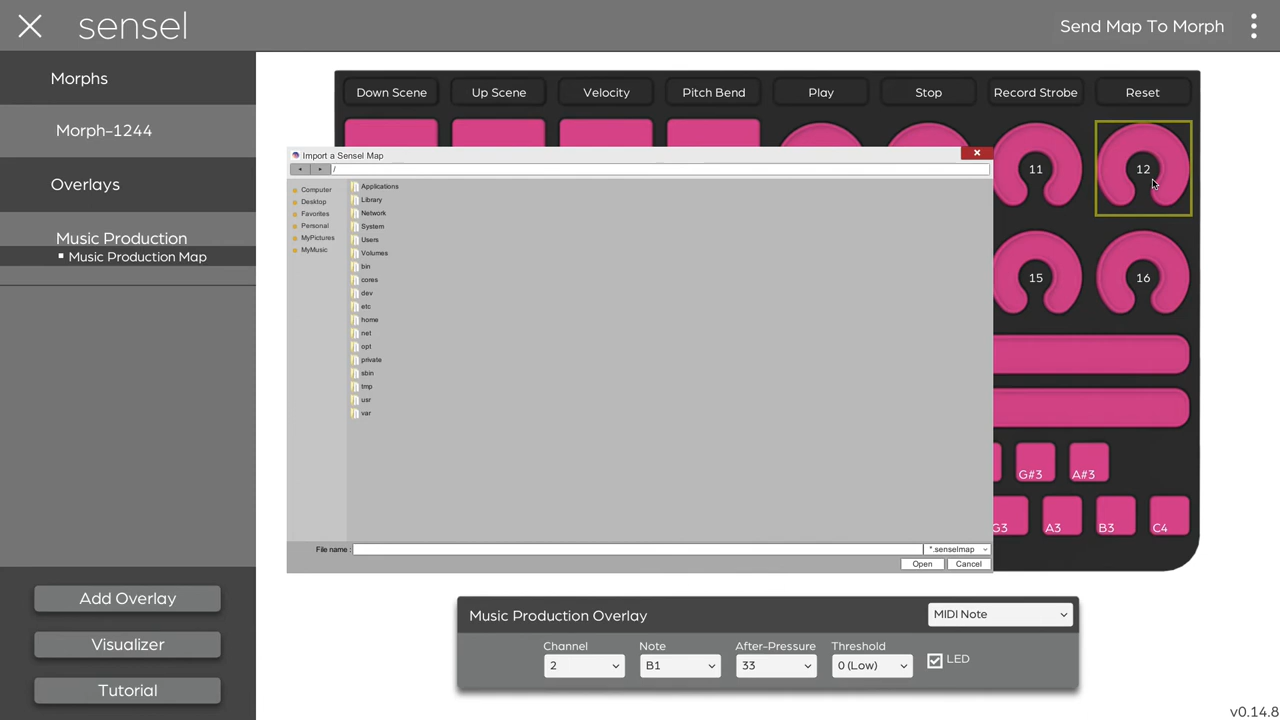 sensel
Send Map To Morph
Morphs
Morph-1244
Overlays
Music Production
Music Production Map
Add Overlay
Visualizer
Tutorial
Down Scene
Up Scene
Velocity
Pitch Bend
Play
Stop
Record Strobe
Reset
11
12
15
16
G#3
A#3
G3
A3
B3
C4
Import a Sensel Map
/
Computer
Desktop
Favorites
Personal
MyPictures
MyMusic
Applications
Library
Network
System
Users
Volumes
bin
cores
dev
etc
home
net
opt
private
sbin
tmp
usr
var
File name :
*.senselmap
Open
Cancel
Music Production Overlay
MIDI Note
Channel
Note
After-Pressure
Threshold
2
B1
33
0 (Low)
LED
v0.14.8